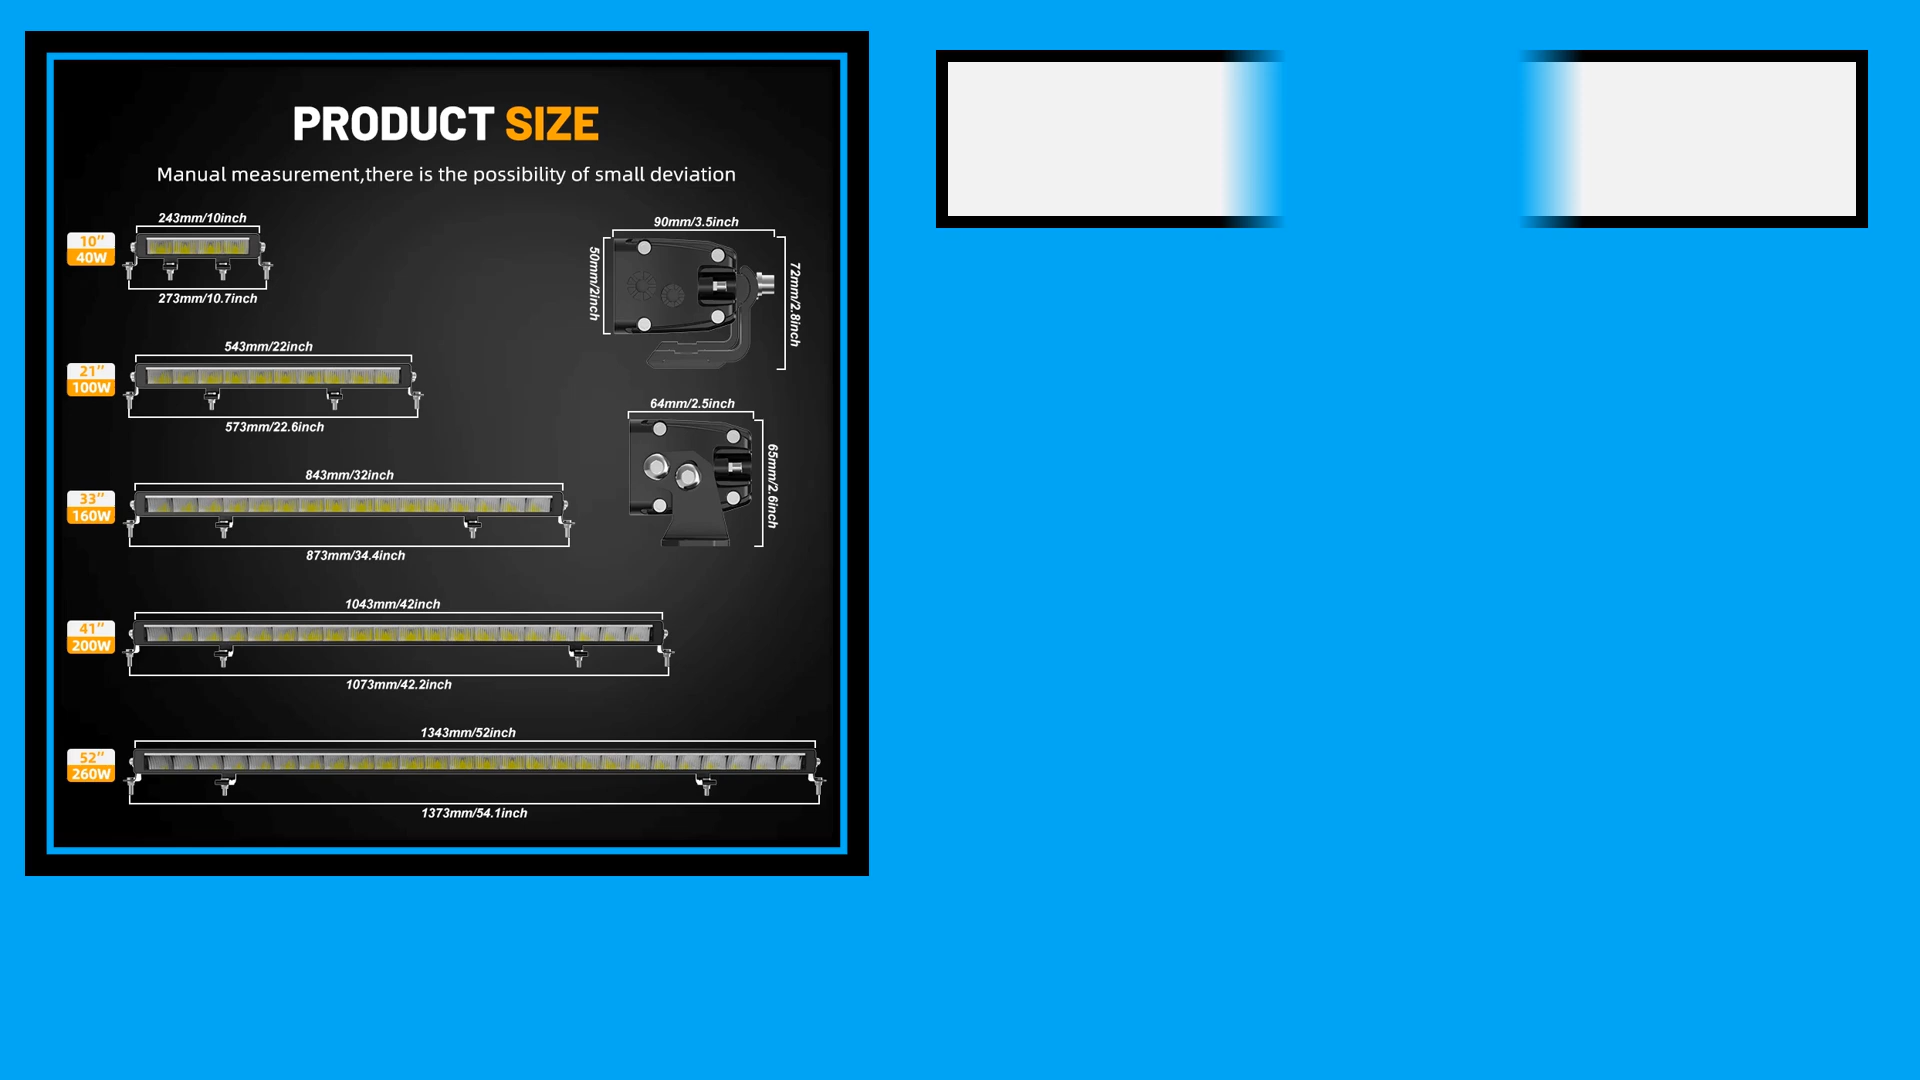 PRODUCT SIZE
Manual measurement,there is the possibility of small deviation
243mm/10inch
10"
40W
273mm/10.7inch
543mm/22inch
21"
100W
573mm/22.6inch
843mm/32inch
33"
160W
873mm/34.4inch
1043mm/42inch
41"
200W
1073mm/42.2inch
1343mm/52inch
52"
260W
1373mm/54.1inch
90mm/3.5inch
50mm/2inch
72mm/2.8inch
64mm/2.5inch
65mm/2.6inch